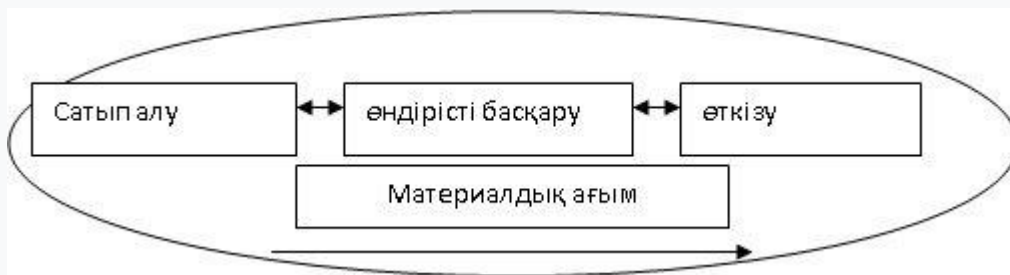 Сатып алу
өндірісті басқару
өткізу
Материалдық ағым